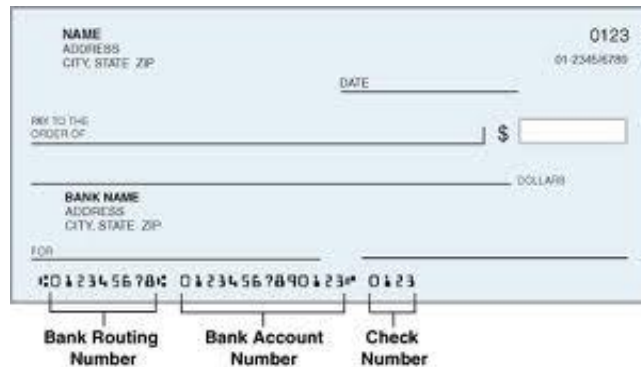 NAME
ADDRESS
CITY, STATE ZIP
0123
01-2345/6789
DATE
PAY TO THE
ORDER OF
$
DOLLARS
BANK NAME
ADDRESS
CITY, STATE ZIP
FOR
⑆012345678⑆ 01234567890123⑈ 0123
Bank Routing Number
Bank Account Number
Check Number